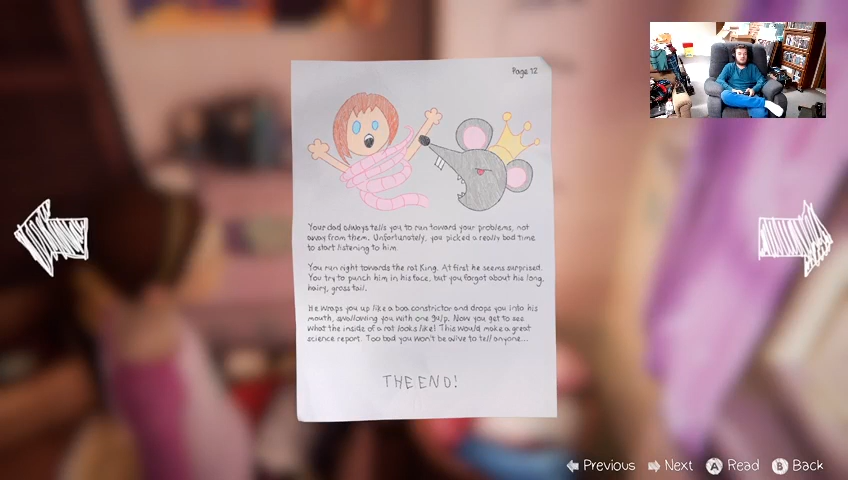 Page 12
Your dad always tells you to run toward your problems, not
away from them. Unfortunately, you picked a really bad time
to start listening to him.
You run right towards the rat King. At first he seems surprised.
You try to punch him in his face, but you forgot about his long,
hairy, gross tail.
He wraps you up like a boa constrictor and drops you into his
mouth, swallowing you with one gulp. Now you get to see
what the inside of a rat looks like! This would make a great
science report. Too bad you won't be alive to tell anyone...
THE END!
Previous Next A Read B Back